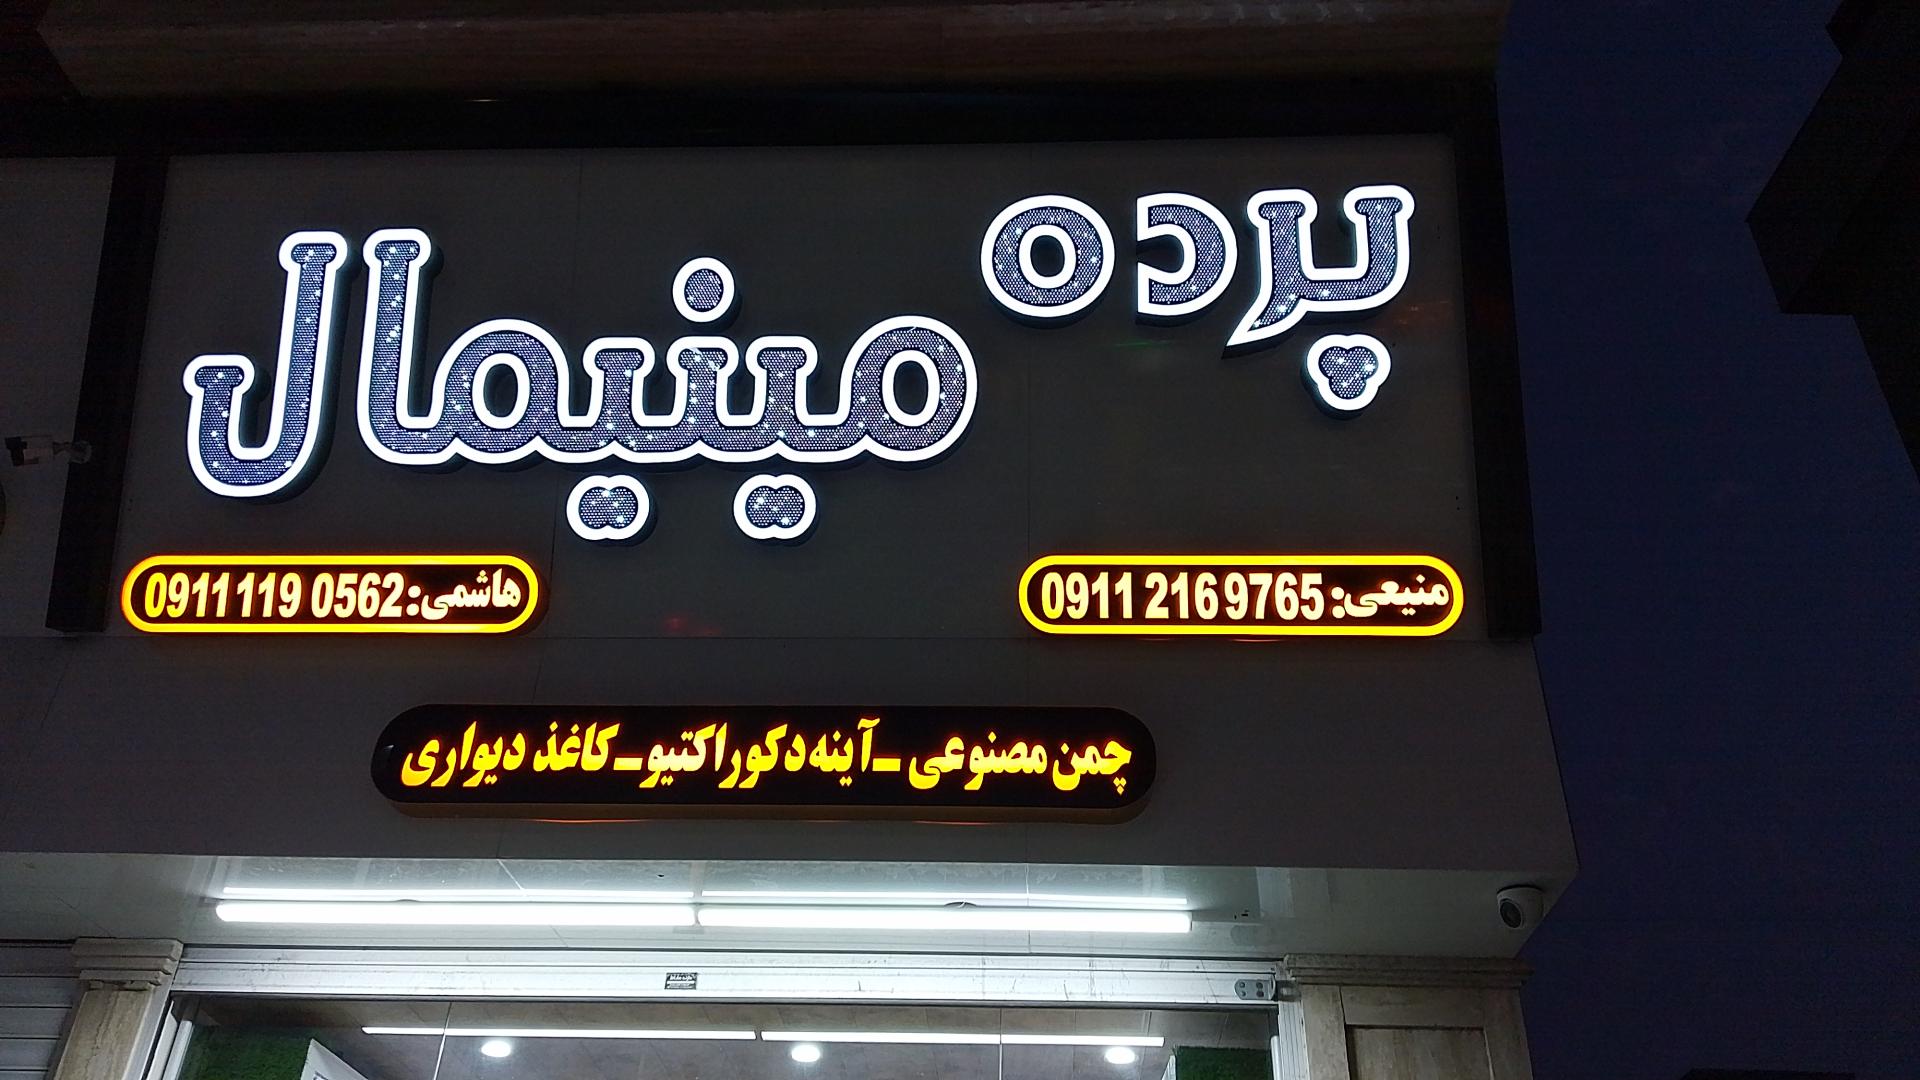 پرده مینیمال
منیعی: 0911 216 9765
هاشمی: 0911 119 0562
چمن مصنوعی _ آینه دکوراکتیو _ کاغذ دیواری